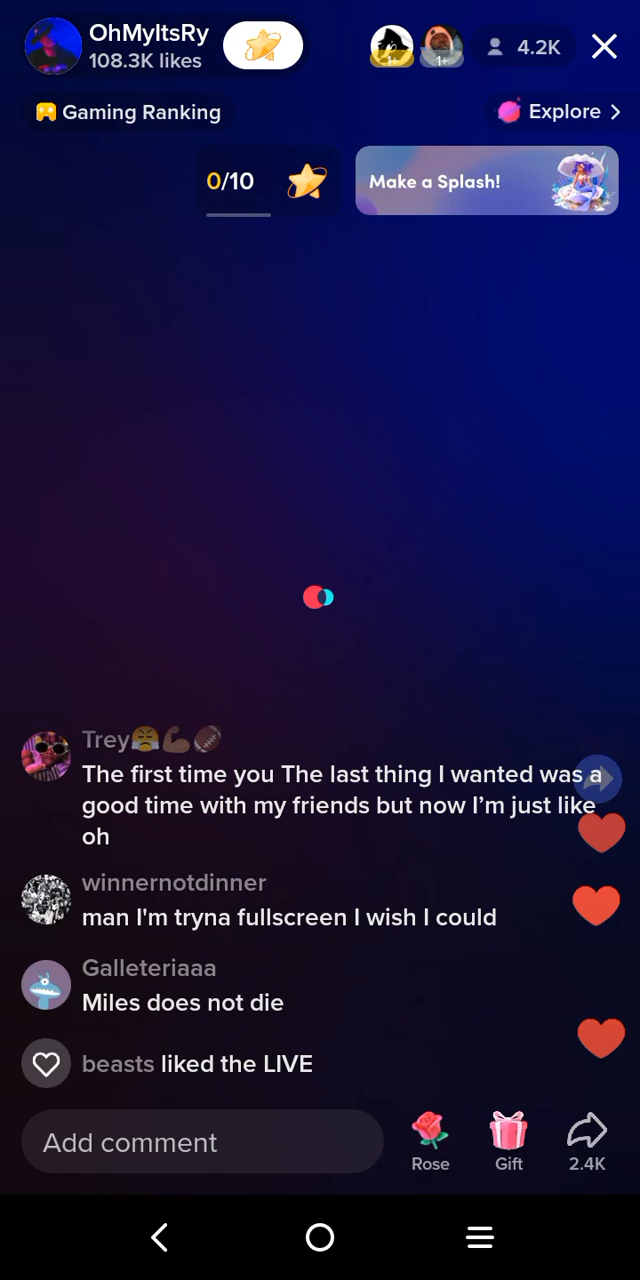 OhMyItsRy
108.3K likes
1+
1+
4.2K
Gaming Ranking
Explore
0/10
Make a Splash!
Trey😤💪🏾🏈
The first time you The last thing I wanted was a
good time with my friends but now I'm just like
oh
winnernotdinner
man I'm tryna fullscreen I wish I could
Galleteriaaa
Miles does not die
beasts liked the LIVE
Add comment
Rose
Gift
2.4K